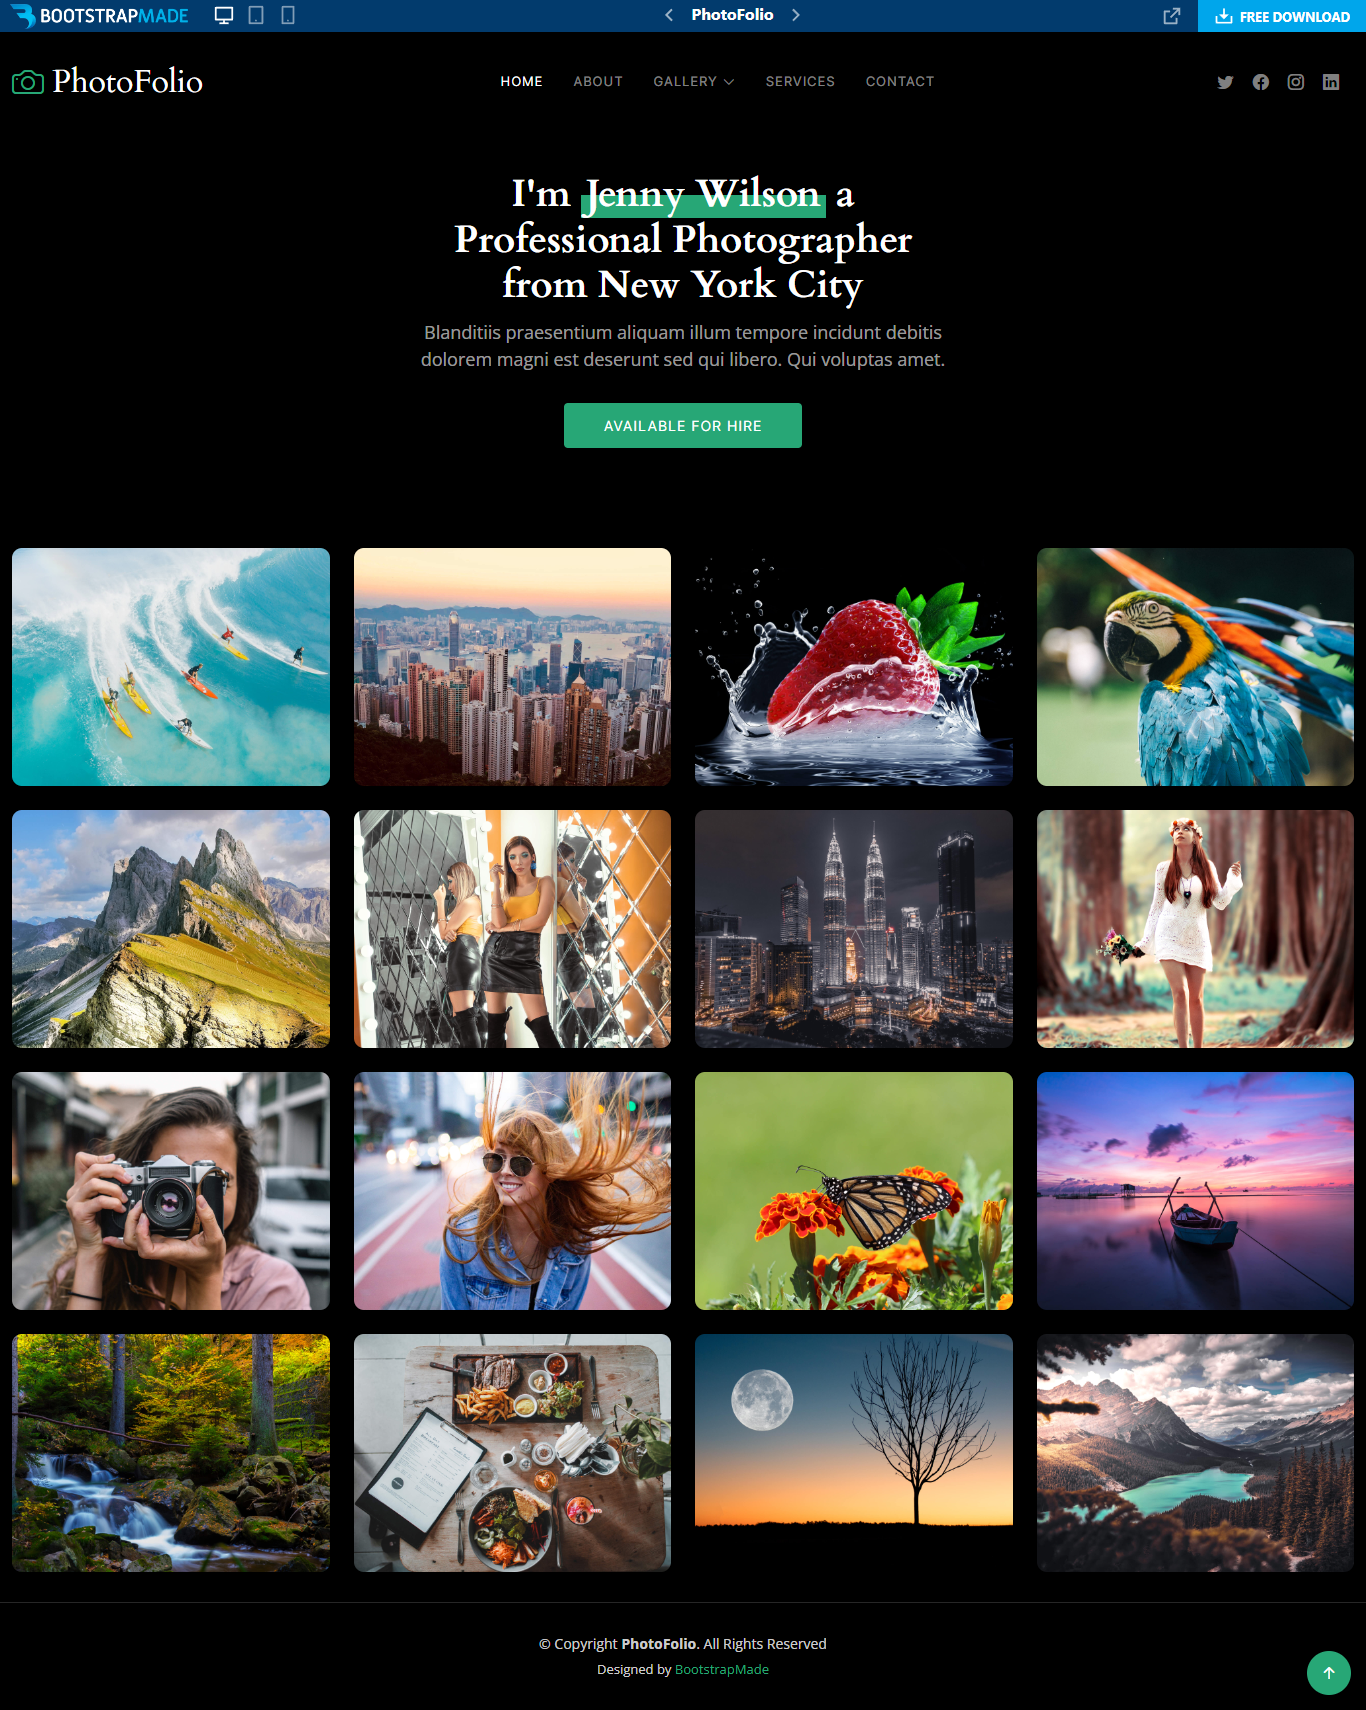 BOOTSTRAPMADE
PhotoFolio
FREE DOWNLOAD
PhotoFolio
HOME
ABOUT
GALLERY
SERVICES
CONTACT
I'm Jenny Wilson a
Professional Photographer
from New York City
Blanditiis praesentium aliquam illum tempore incidunt debitis
dolorem magni est deserunt sed qui libero. Qui voluptas amet.
AVAILABLE FOR HIRE
© Copyright PhotoFolio. All Rights Reserved
Designed by BootstrapMade